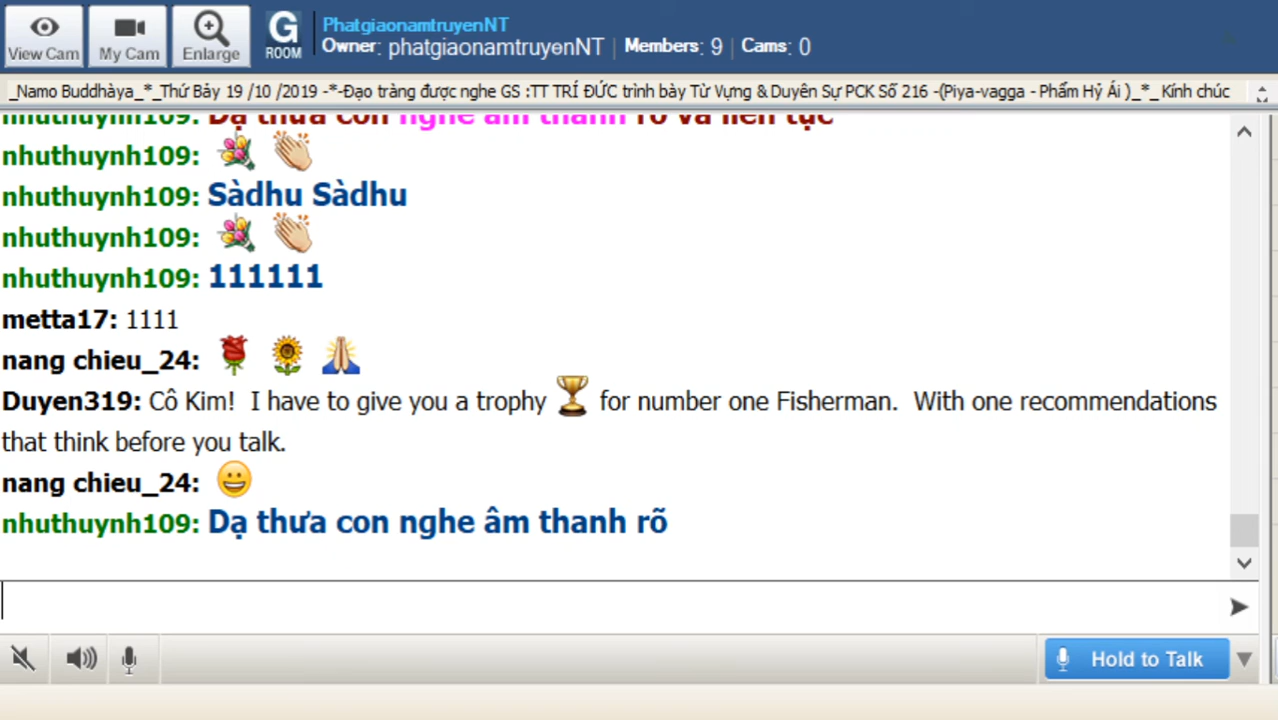 View Cam
My Cam
Enlarge
G
ROOM
PhatgiaonamtruyenNT
Owner: phatgiaonamtruyenNT | Members: 9 | Cams: 0
_Namo Buddhàya_*_Thứ Bảy 19 /10 /2019 -*-Đạo tràng được nghe GS :TT TRÍ ĐỨC trình bày Từ Vựng & Duyên Sự PCK Số 216 -(Piya-vagga - Phẩm Hỷ Ái )_*_ Kính chúc
nhuthuynh109: Dạ thưa con nghe âm thanh rõ và liên tục
nhuthuynh109:
nhuthuynh109: Sàdhu Sàdhu
nhuthuynh109:
nhuthuynh109: 111111
metta17: 1111
nang chieu_24:
Duyen319: Cô Kim! I have to give you a trophy for number one Fisherman. With one recommendations
that think before you talk.
nang chieu_24:
nhuthuynh109: Dạ thưa con nghe âm thanh rõ
Hold to Talk